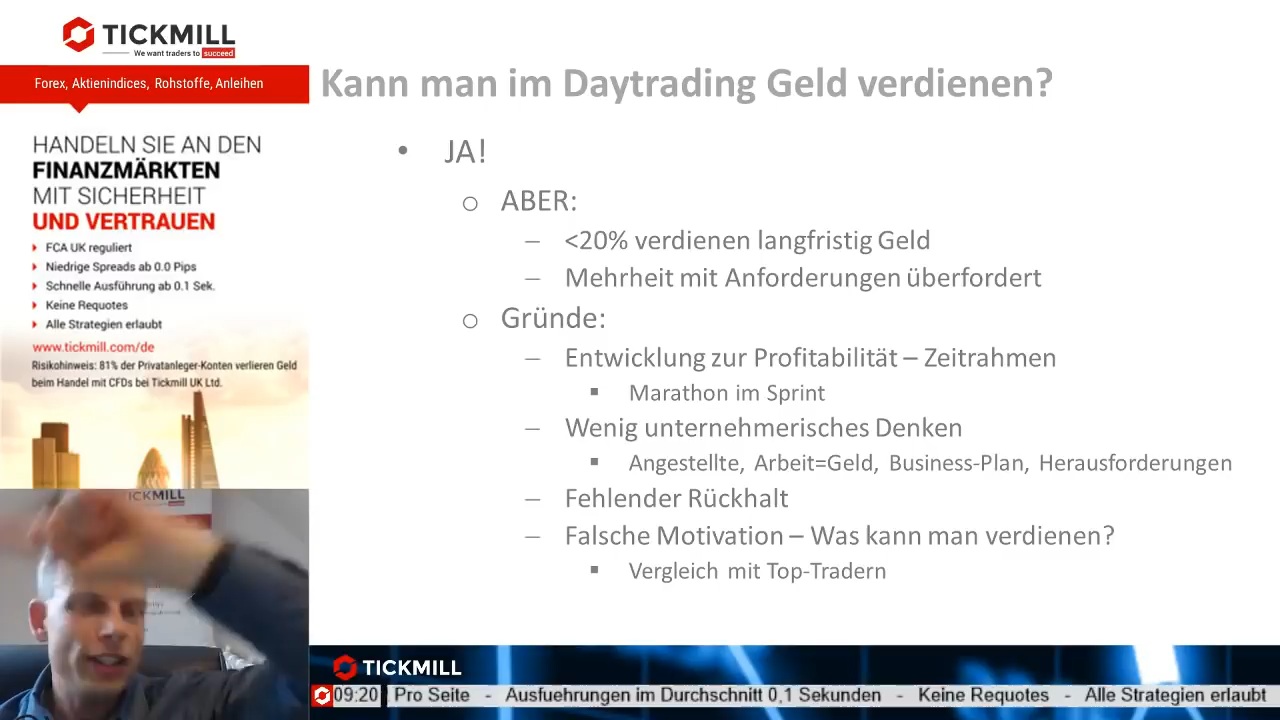 TICKMILL
We want traders to succeed
Forex, Aktienindices, Rohstoffe, Anleihen
HANDELN SIE AN DEN
FINANZMÄRKTEN
MIT SICHERHEIT
UND VERTRAUEN
FCA UK reguliert
Niedrige Spreads ab 0.0 Pips
Schnelle Ausführung ab 0.1 Sek.
Keine Requotes
Alle Strategien erlaubt
www.tickmill.com/de
Risikohinweis: 81% der Privatanleger-Konten verlieren Geld
beim Handel mit CFDs bei Tickmill UK Ltd.
Kann man im Daytrading Geld verdienen?
• JA!
o ABER:
– <20% verdienen langfristig Geld
– Mehrheit mit Anforderungen überfordert
o Gründe:
– Entwicklung zur Profitabilität – Zeitrahmen
▪ Marathon im Sprint
– Wenig unternehmerisches Denken
▪ Angestellte, Arbeit=Geld, Business-Plan, Herausforderungen
– Fehlender Rückhalt
– Falsche Motivation – Was kann man verdienen?
▪ Vergleich mit Top-Tradern
TICKMILL
09:20 Pro Seite - Ausfuehrungen im Durchschnitt 0,1 Sekunden - Keine Requotes - Alle Strategien erlaubt